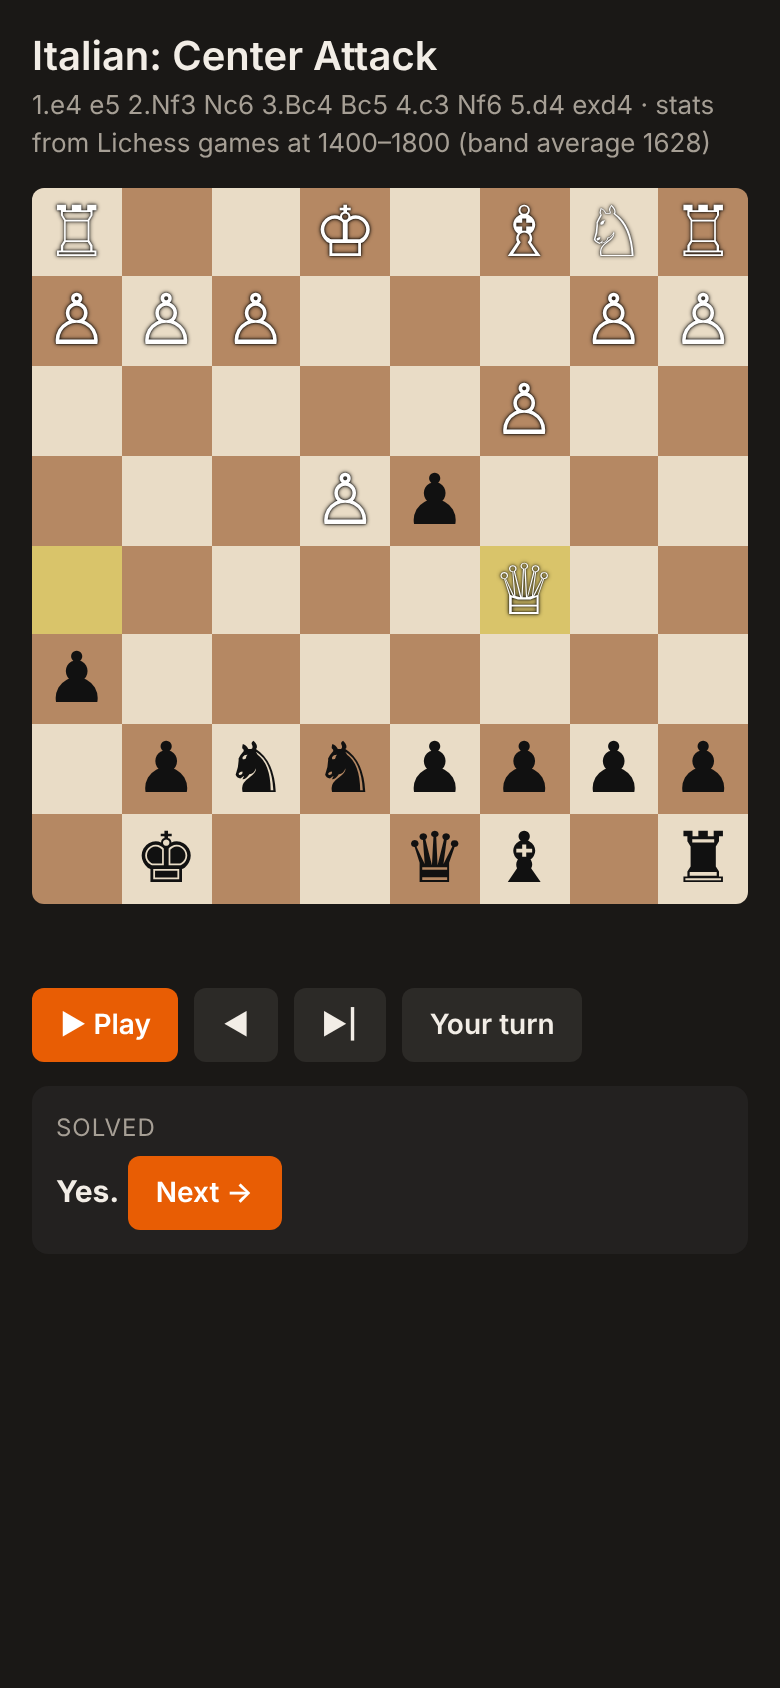 Italian: Center Attack
1.e4 e5 2.Nf3 Nc6 3.Bc4 Bc5 4.c3 Nf6 5.d4 exd4 · stats
from Lichess games at 1400–1800 (band average 1628)
▶ Play ◀ ▶| Your turn
SOLVED
Yes. Next →